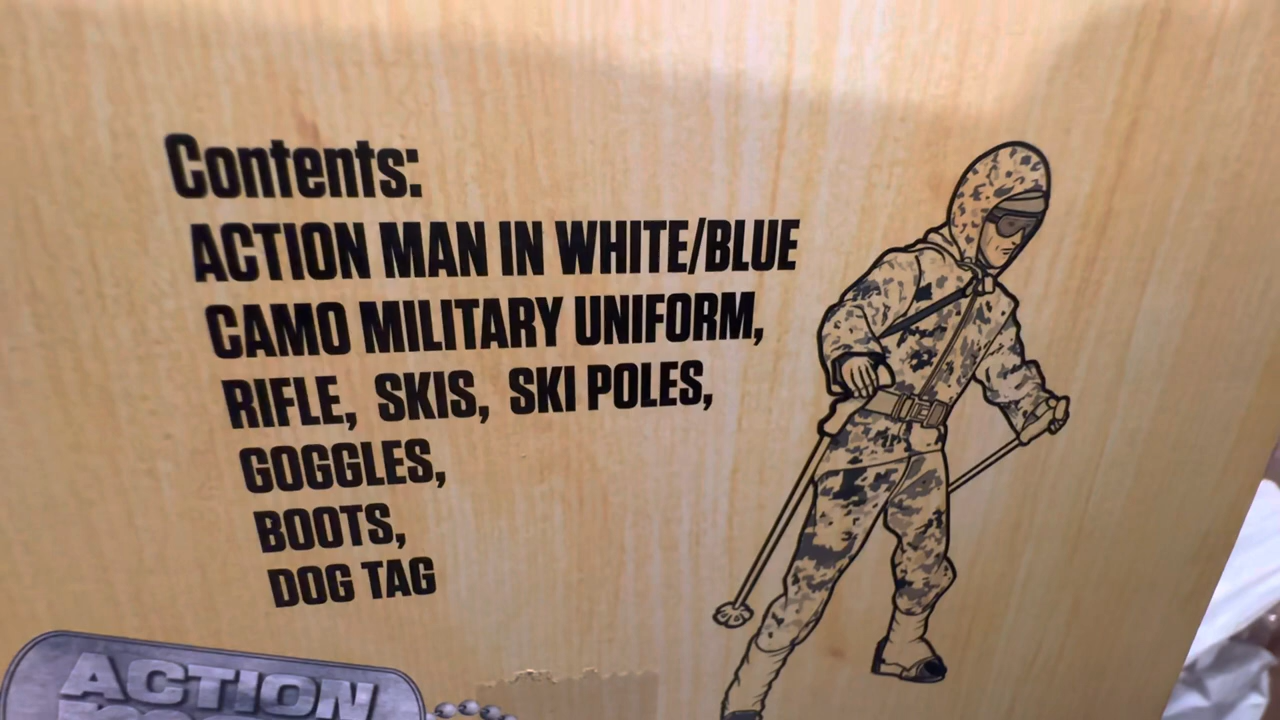 Contents:
ACTION MAN IN WHITE/BLUE
CAMO MILITARY UNIFORM,
RIFLE, SKIS, SKI POLES,
GOGGLES,
BOOTS,
DOG TAG
ACTION